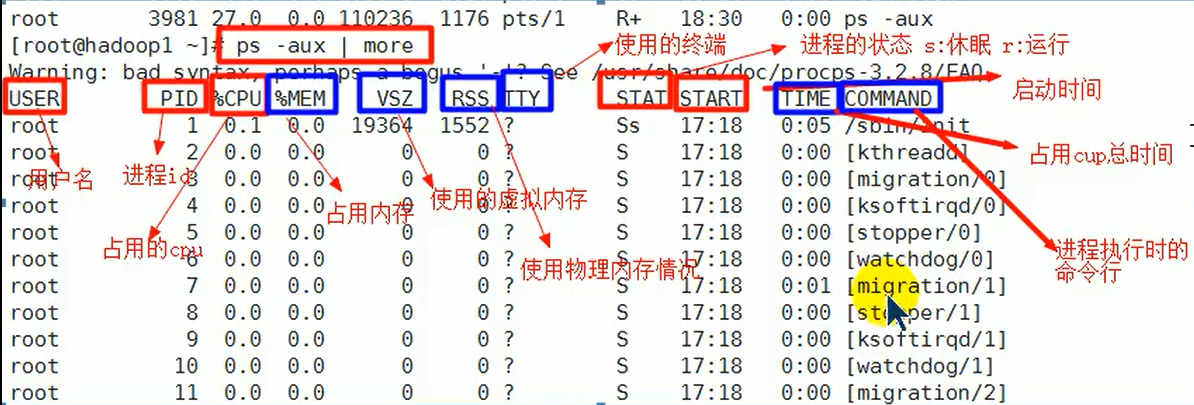 root 3981 27.0 0.0 110236 1176 pts/1 R+ 18:30 0:00 ps -aux
[root@hadoop1 ~]# ps -aux | more
使用的终端
进程的状态 s:休眠 r:运行
Warning: bad syntax, perhaps a bogus '-'? See /usr/share/doc/procps-3.2.8/FAQ
启动时间
USER PID %CPU %MEM VSZ RSS TTY STAT START TIME COMMAND
root 1 0.1 0.0 19364 1552 ? Ss 17:18 0:05 /sbin/init
占用cup总时间
root 2 0.0 0.0 0 0 ? S 17:18 0:00 [kthreadd]
用户名
进程id
root 3 0.0 0.0 0 0 ? S 17:18 0:00 [migration/0]
占用内存
使用的虚拟内存
root 4 0.0 0.0 0 0 ? S 17:18 0:00 [ksoftirqd/0]
root 5 0.0 0.0 0 0 ? S 17:18 0:00 [stopper/0]
占用的cpu
进程执行时的
命令行
root 6 0.0 0.0 0 0 ? S 17:18 0:00 [watchdog/0]
使用物理内存情况
root 7 0.0 0.0 0 0 ? S 17:18 0:01 [migration/1]
root 8 0.0 0.0 0 0 ? S 17:18 0:00 [stopper/1]
root 9 0.0 0.0 0 0 ? S 17:18 0:00 [ksoftirqd/1]
root 10 0.0 0.0 0 0 ? S 17:18 0:00 [watchdog/1]
root 11 0.0 0.0 0 0 ? S 17:18 0:00 [migration/2]